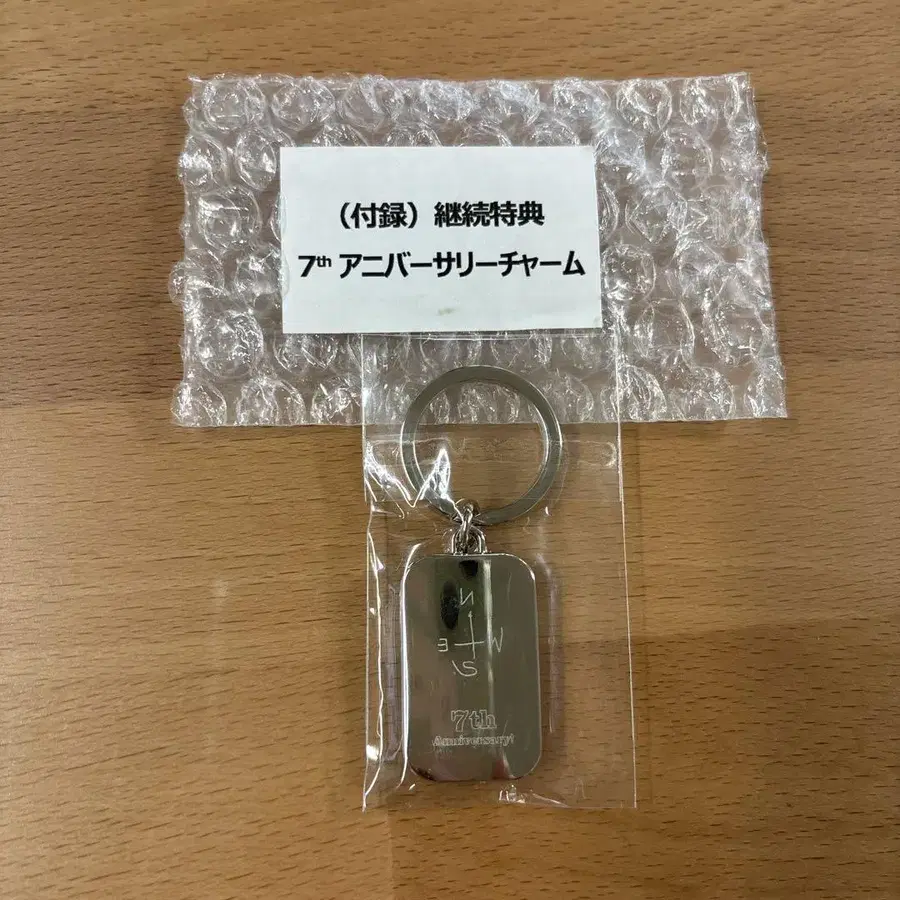 （付録）継続特典
7th アニバーサリーチャーム
N
E W
S
7th
Anniversary!